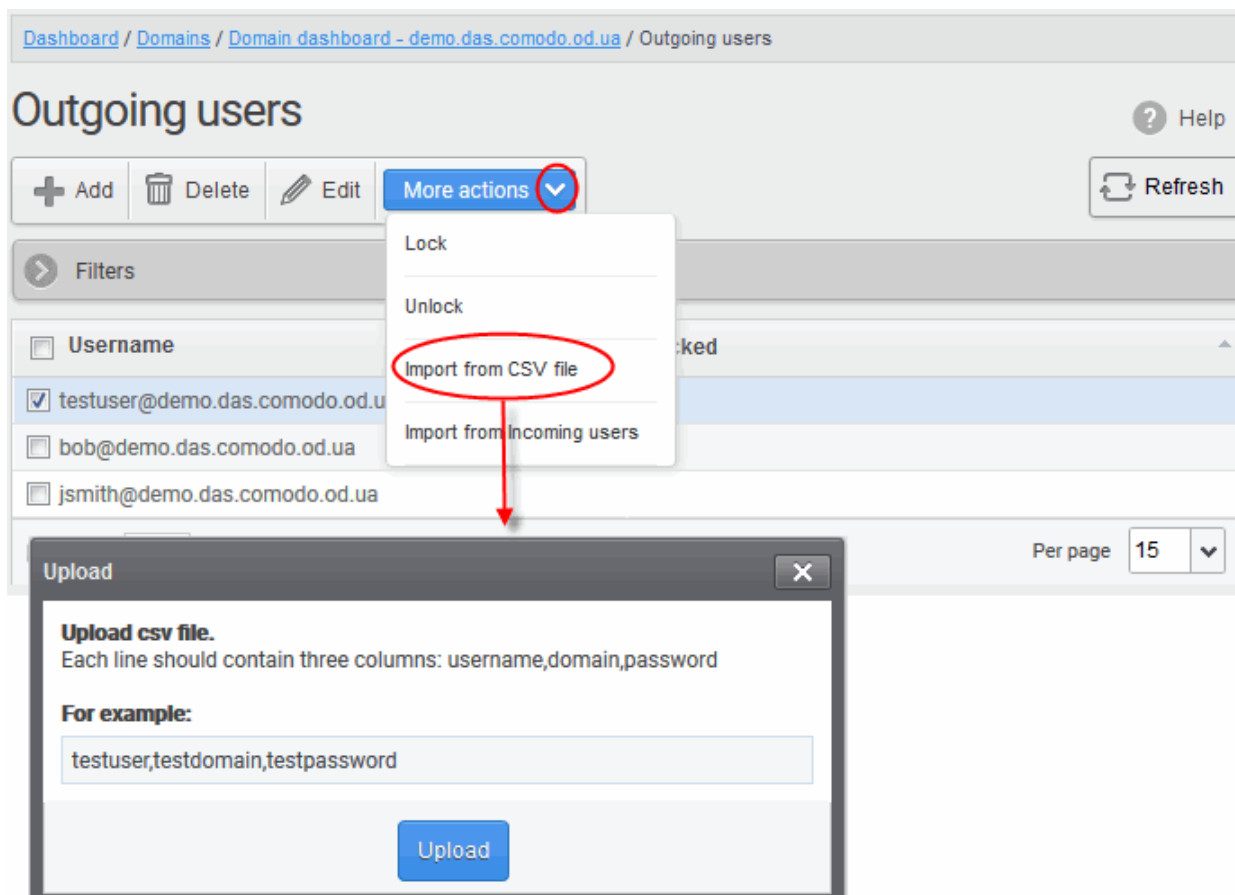 Dashboard / Domains / Domain dashboard - demo.das.comodo.od.ua / Outgoing users
Outgoing users
? Help
Add Delete Edit More actions Refresh
Lock
Filters
Unlock
Username cked
Import from CSV file
testuser@demo.das.comodo.od.u
Import from Incoming users
bob@demo.das.comodo.od.ua
jsmith@demo.das.comodo.od.ua
Per page 15
Upload
Upload csv file.
Each line should contain three columns: username,domain,password
For example:
testuser,testdomain,testpassword
Upload